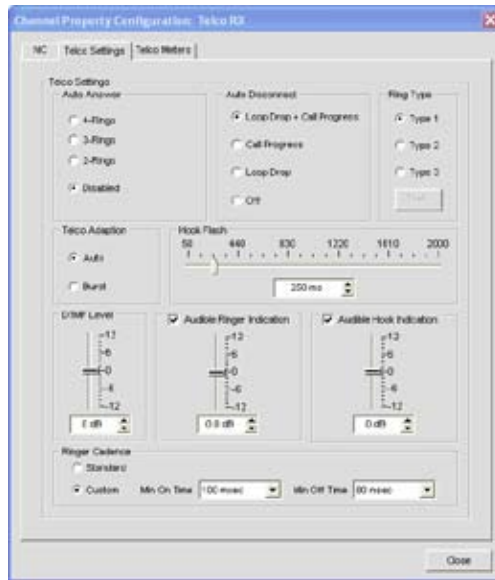 Channel Property Configuration: Telco RX
NC Telco Settings Telco Meters
Telco Settings
Auto Answer
4-Rings
3-Rings
2-Rings
Disabled
Auto Disconnect
Loop Drop + Call Progress
Call Progress
Loop Drop
Off
Ring Type
Type 1
Type 2
Type 3
Telco Adaption
Auto
Burst
Hook Flash
50 440 830 1220 1610 2000
250 ms
DTMF Level
12
6
0
-6
-12
0 dB
Audible Ringer Indication
12
6
0
-6
-12
0.0 dB
Audible Hook Indication
12
6
0
-6
-12
0 dB
Ringer Cadence
Standard
Custom Min On Time 100 msec Min Off Time 80 msec
Close